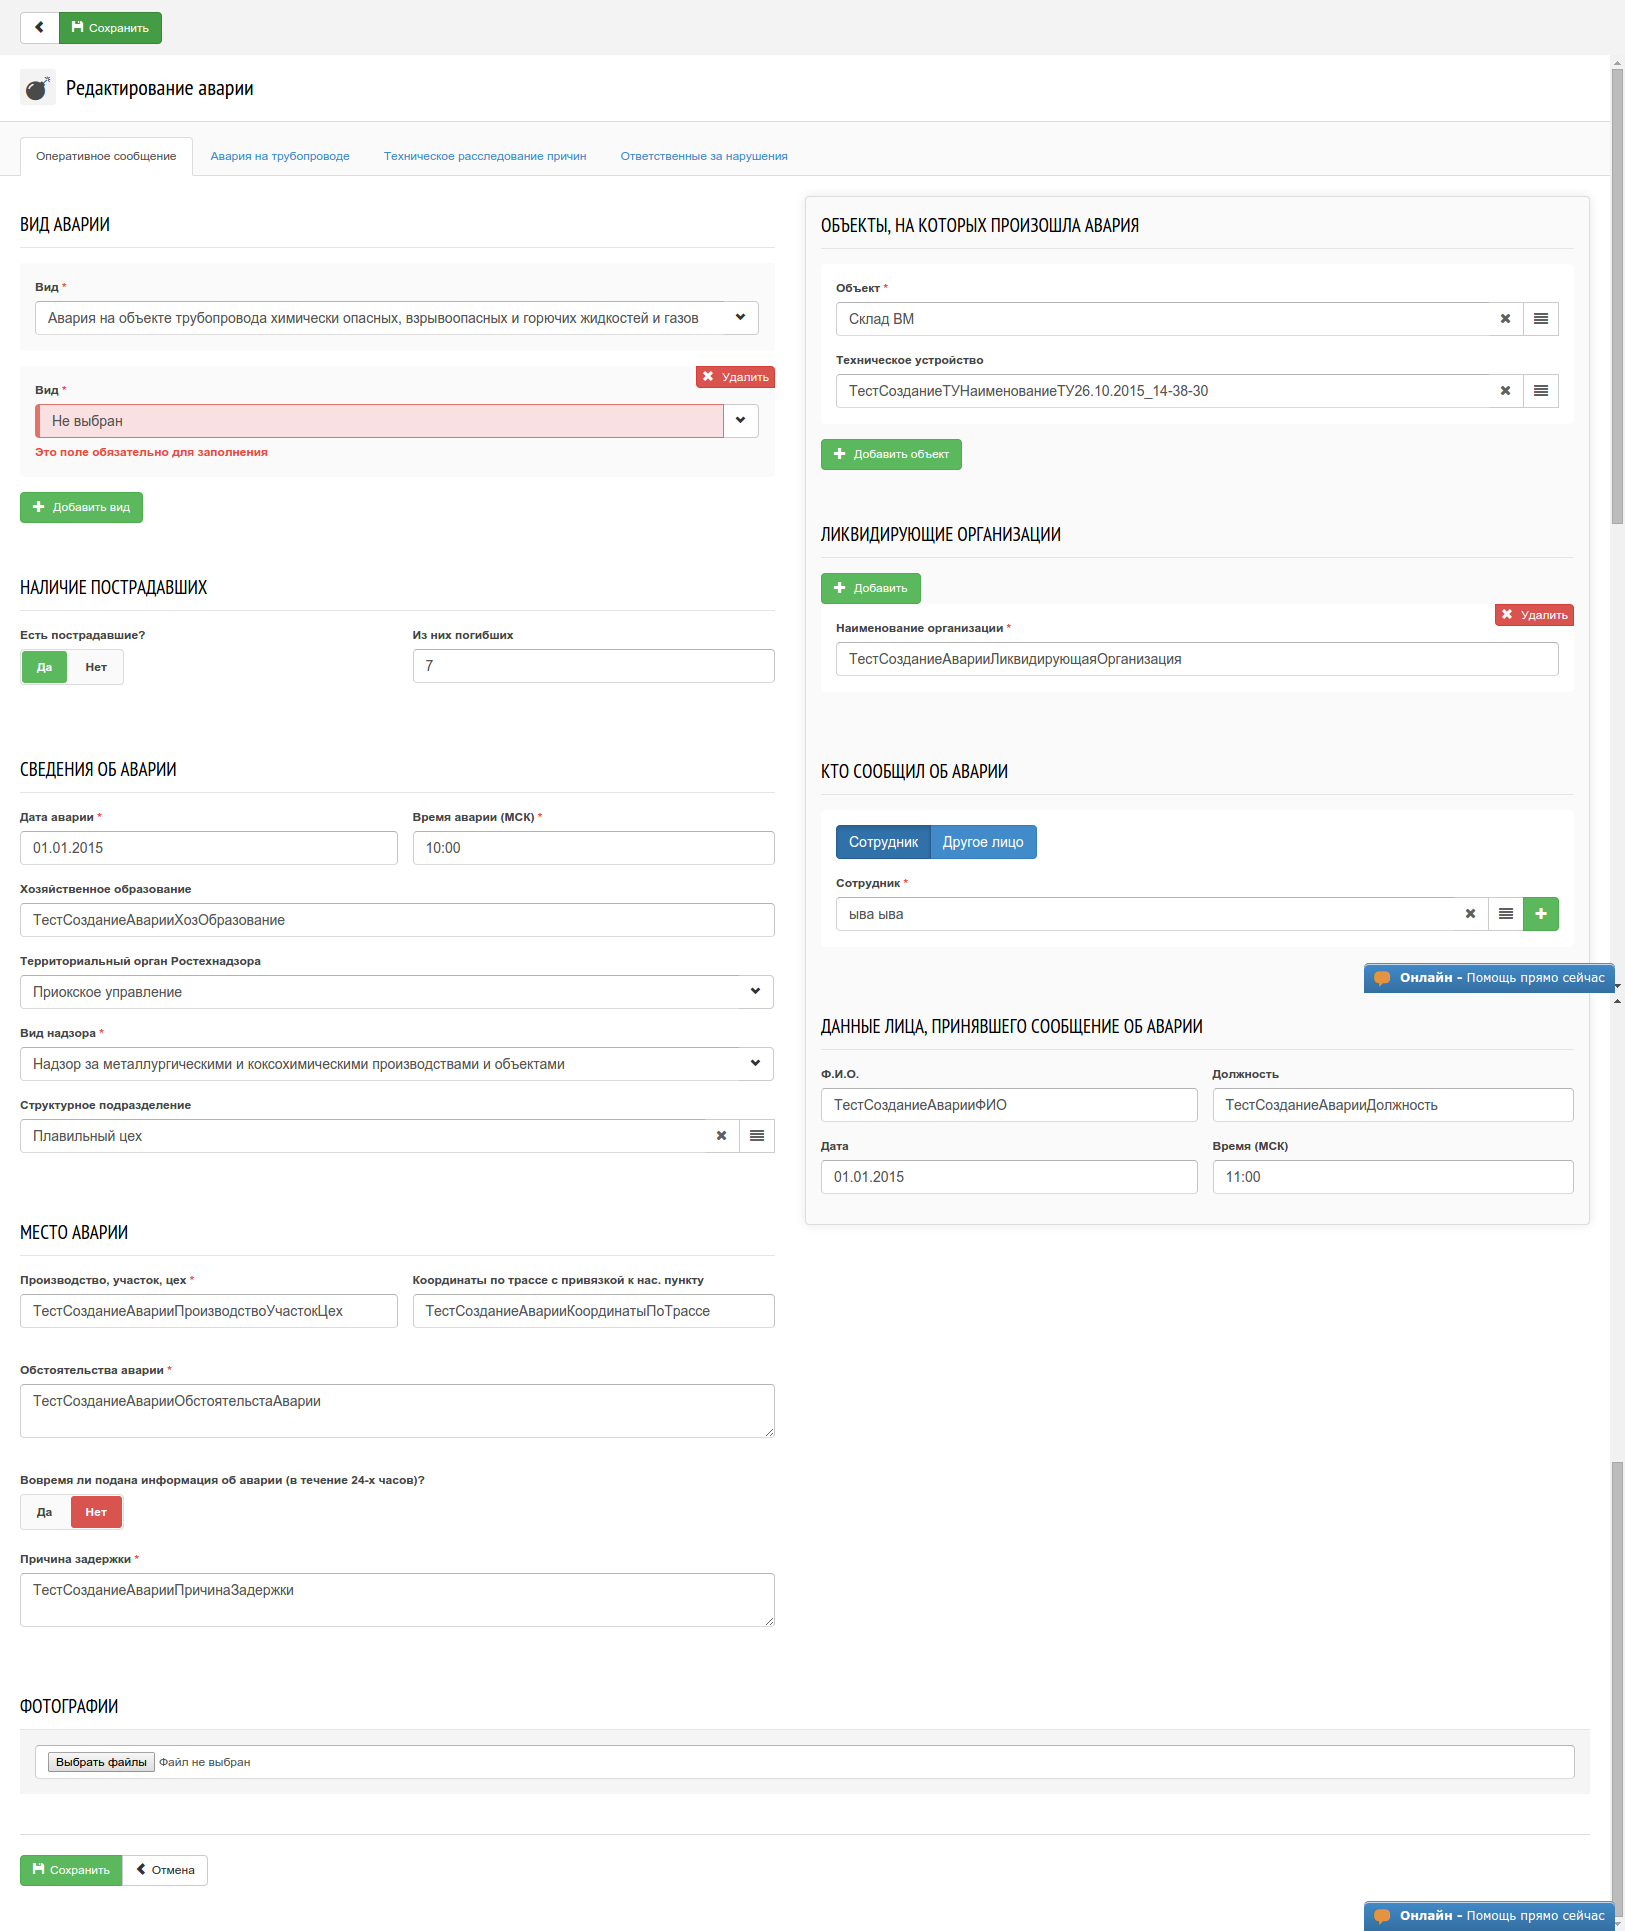 Сохранить
Редактирование аварии
Оперативное сообщение
Авария на трубопроводе
Техническое расследование причин
Ответственные за нарушения
ВИД АВАРИИ
Вид *
Авария на объекте трубопровода химически опасных, взрывоопасных и горючих жидкостей и газов
Удалить
Вид *
Не выбран
Это поле обязательно для заполнения
Добавить вид
НАЛИЧИЕ ПОСТРАДАВШИХ
Есть пострадавшие?
Да Нет
Из них погибших
7
СВЕДЕНИЯ ОБ АВАРИИ
Дата аварии *
01.01.2015
Время аварии (МСК) *
10:00
Хозяйственное образование
ТестСозданиеАварииХозОбразование
Территориальный орган Ростехнадзора
Приокское управление
Вид надзора *
Надзор за металлургическими и коксохимическими производствами и объектами
Структурное подразделение
Плавильный цех
МЕСТО АВАРИИ
Производство, участок, цех *
ТестСозданиеАварииПроизводствоУчастокЦех
Координаты по трассе с привязкой к нас. пункту
ТестСозданиеАварииКоординатыПоТрассе
Обстоятельства аварии *
ТестСозданиеАварииОбстоятельстаАварии
Вовремя ли подана информация об аварии (в течение 24-х часов)?
Да Нет
Причина задержки *
ТестСозданиеАварииПричинаЗадержки
ОБЪЕКТЫ, НА КОТОРЫХ ПРОИЗОШЛА АВАРИЯ
Объект *
Склад ВМ
Техническое устройство
ТестСозданиеТУНаименованиеТУ26.10.2015_14-38-30
Добавить объект
ЛИКВИДИРУЮЩИЕ ОРГАНИЗАЦИИ
Добавить
Удалить
Наименование организации *
ТестСозданиеАварииЛиквидирующаяОрганизация
КТО СООБЩИЛ ОБ АВАРИИ
Сотрудник Другое лицо
Сотрудник *
ыва ыва
Онлайн - Помощь прямо сейчас
ДАННЫЕ ЛИЦА, ПРИНЯВШЕГО СООБЩЕНИЕ ОБ АВАРИИ
Ф.И.О.
ТестСозданиеАварииФИО
Должность
ТестСозданиеАварииДолжность
Дата
01.01.2015
Время (МСК)
11:00
ФОТОГРАФИИ
Выбрать файлы Файл не выбран
Сохранить Отмена
Онлайн - Помощь прямо сейчас